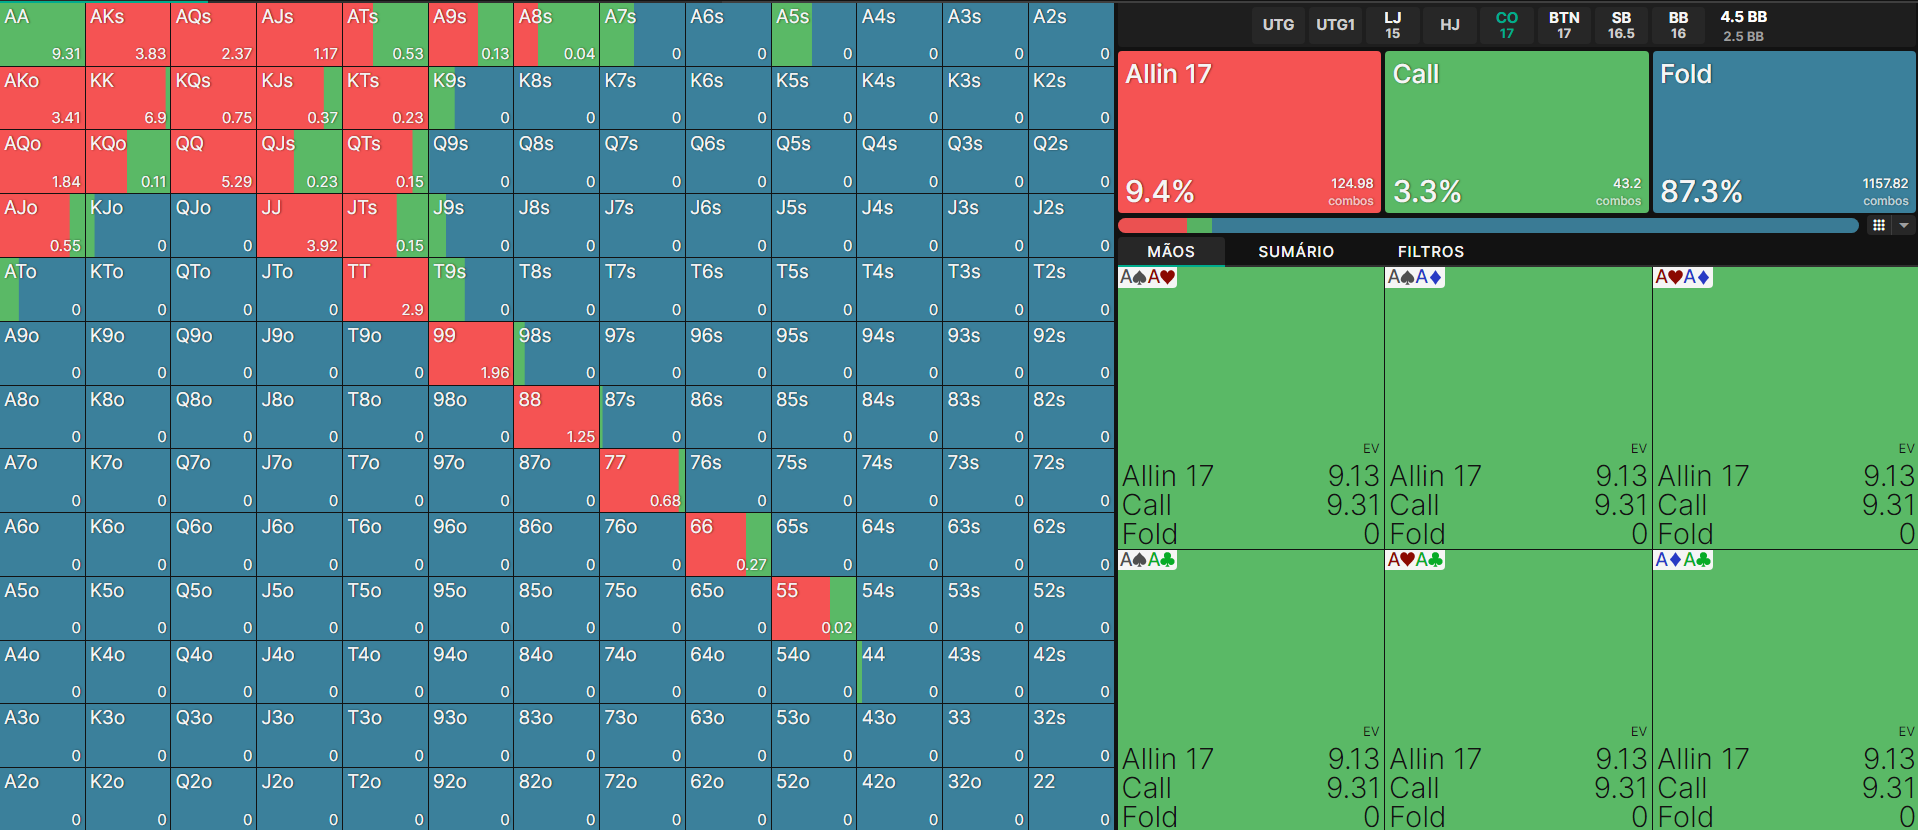 AA AKs AQs AJs ATs A9s A8s A7s A6s A5s A4s A3s A2s
9.31 3.83 2.37 1.17 0.53 0.13 0.04 0 0 0 0 0 0
AKo KK KQs KJs KTs K9s K8s K7s K6s K5s K4s K3s K2s
3.41 6.9 0.75 0.37 0.23 0 0 0 0 0 0 0 0
AQo KQo QQ QJs QTs Q9s Q8s Q7s Q6s Q5s Q4s Q3s Q2s
1.84 0.11 5.29 0.23 0.15 0 0 0 0 0 0 0 0
AJo KJo QJo JJ JTs J9s J8s J7s J6s J5s J4s J3s J2s
0.55 0 0 3.92 0.15 0 0 0 0 0 0 0 0
ATo KTo QTo JTo TT T9s T8s T7s T6s T5s T4s T3s T2s
0 0 0 0 2.9 0 0 0 0 0 0 0 0
A9o K9o Q9o J9o T9o 99 98s 97s 96s 95s 94s 93s 92s
0 0 0 0 0 1.96 0 0 0 0 0 0 0
A8o K8o Q8o J8o T8o 98o 88 87s 86s 85s 84s 83s 82s
0 0 0 0 0 0 1.25 0 0 0 0 0 0
A7o K7o Q7o J7o T7o 97o 87o 77 76s 75s 74s 73s 72s
0 0 0 0 0 0 0 0.68 0 0 0 0 0
A6o K6o Q6o J6o T6o 96o 86o 76o 66 65s 64s 63s 62s
0 0 0 0 0 0 0 0 0.27 0 0 0 0
A5o K5o Q5o J5o T5o 95o 85o 75o 65o 55 54s 53s 52s
0 0 0 0 0 0 0 0 0 0.02 0 0 0
A4o K4o Q4o J4o T4o 94o 84o 74o 64o 54o 44 43s 42s
0 0 0 0 0 0 0 0 0 0 0 0 0
A3o K3o Q3o J3o T3o 93o 83o 73o 63o 53o 43o 33 32s
0 0 0 0 0 0 0 0 0 0 0 0 0
A2o K2o Q2o J2o T2o 92o 82o 72o 62o 52o 42o 32o 22
0 0 0 0 0 0 0 0 0 0 0 0 0
UTG UTG1 LJ HJ CO BTN SB BB 4.5 BB
15 17 17 16.5 16 2.5 BB
Allin 17 Call Fold
9.4% 124.98 combos 3.3% 43.2 combos 87.3% 1157.82 combos
MÃOS SUMÁRIO FILTROS
A♠A♥ A♠A♦ A♥A♦
EV EV EV
Allin 17 9.13 Allin 17 9.13 Allin 17 9.13
Call 9.31 Call 9.31 Call 9.31
Fold 0 Fold 0 Fold 0
A♠A♣ A♥A♣ A♦A♣
EV EV EV
Allin 17 9.13 Allin 17 9.13 Allin 17 9.13
Call 9.31 Call 9.31 Call 9.31
Fold 0 Fold 0 Fold 0